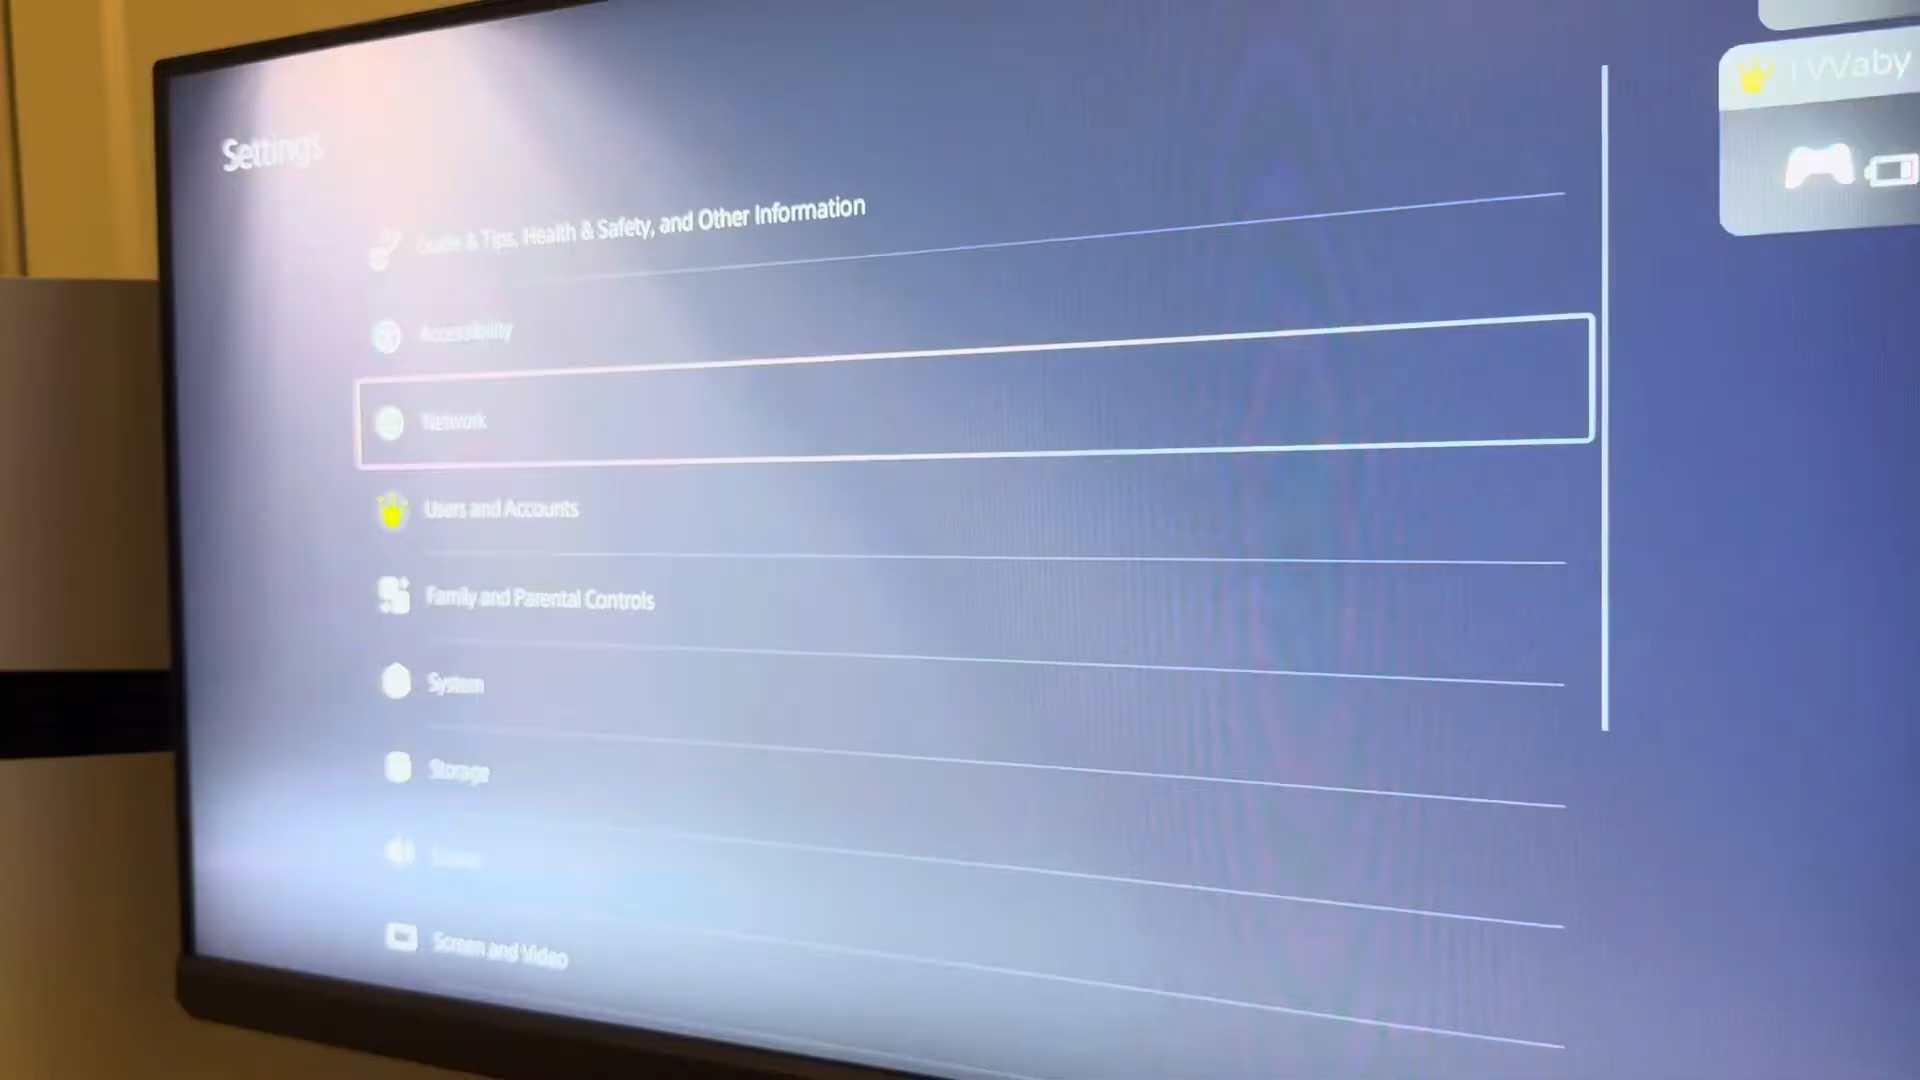 Settings
Guide & Tips, Health & Safety, and Other Information
Accessibility
Network
Users and Accounts
Family and Parental Controls
System
Storage
Screen and Video